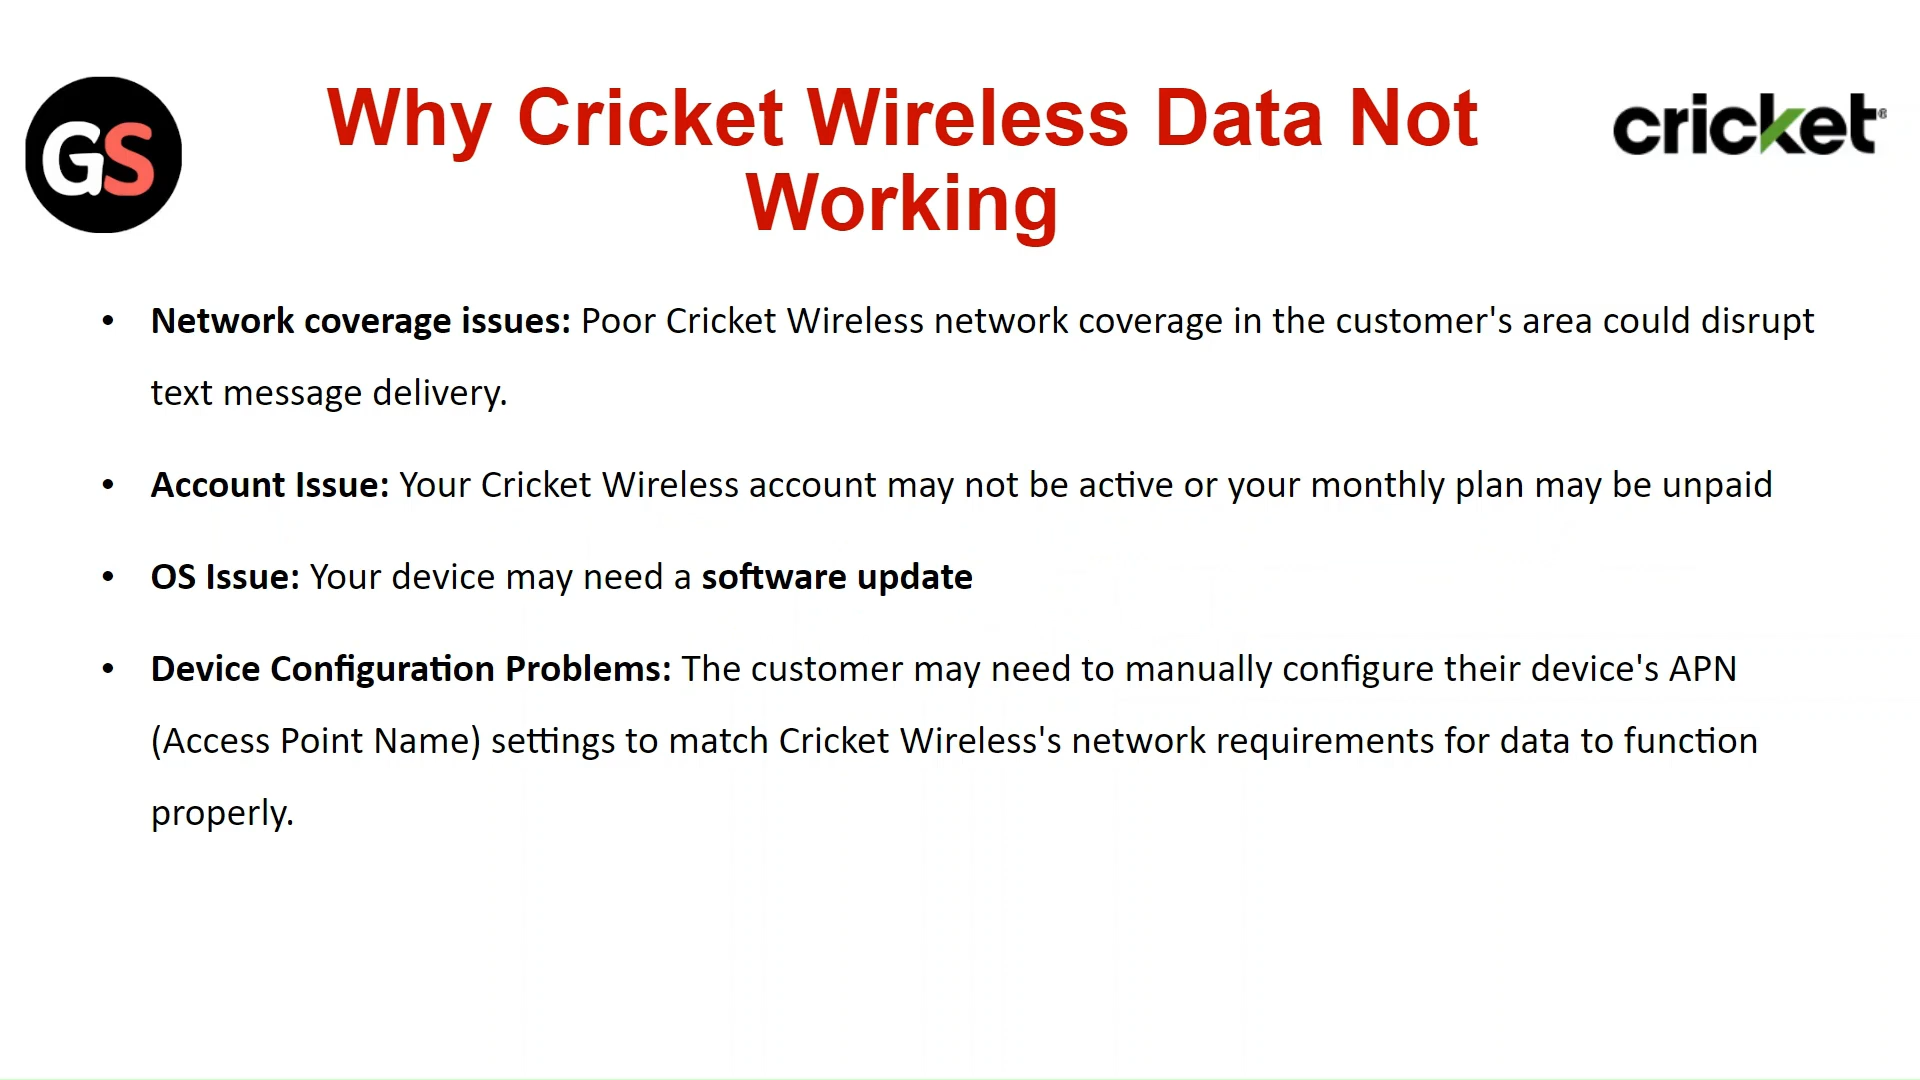 GS
Why Cricket Wireless Data Not
Working
cricket®
• Network coverage issues: Poor Cricket Wireless network coverage in the customer's area could disrupt
text message delivery.
• Account Issue: Your Cricket Wireless account may not be active or your monthly plan may be unpaid
• OS Issue: Your device may need a software update
• Device Configuration Problems: The customer may need to manually configure their device's APN
(Access Point Name) settings to match Cricket Wireless's network requirements for data to function
properly.